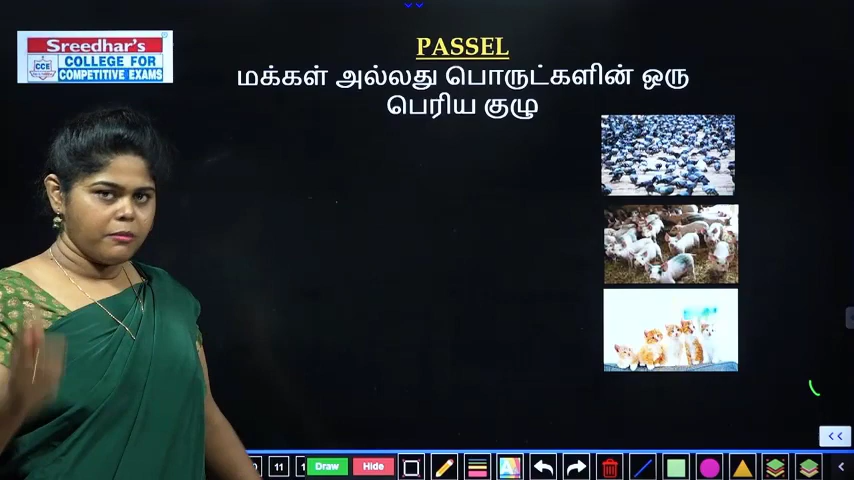 Sreedhar's
CCE
COLLEGE FOR
COMPETITIVE EXAMS
PASSEL
மக்கள் அல்லது பொருட்களின் ஒரு
பெரிய குழு
<<
11
Draw
Hide